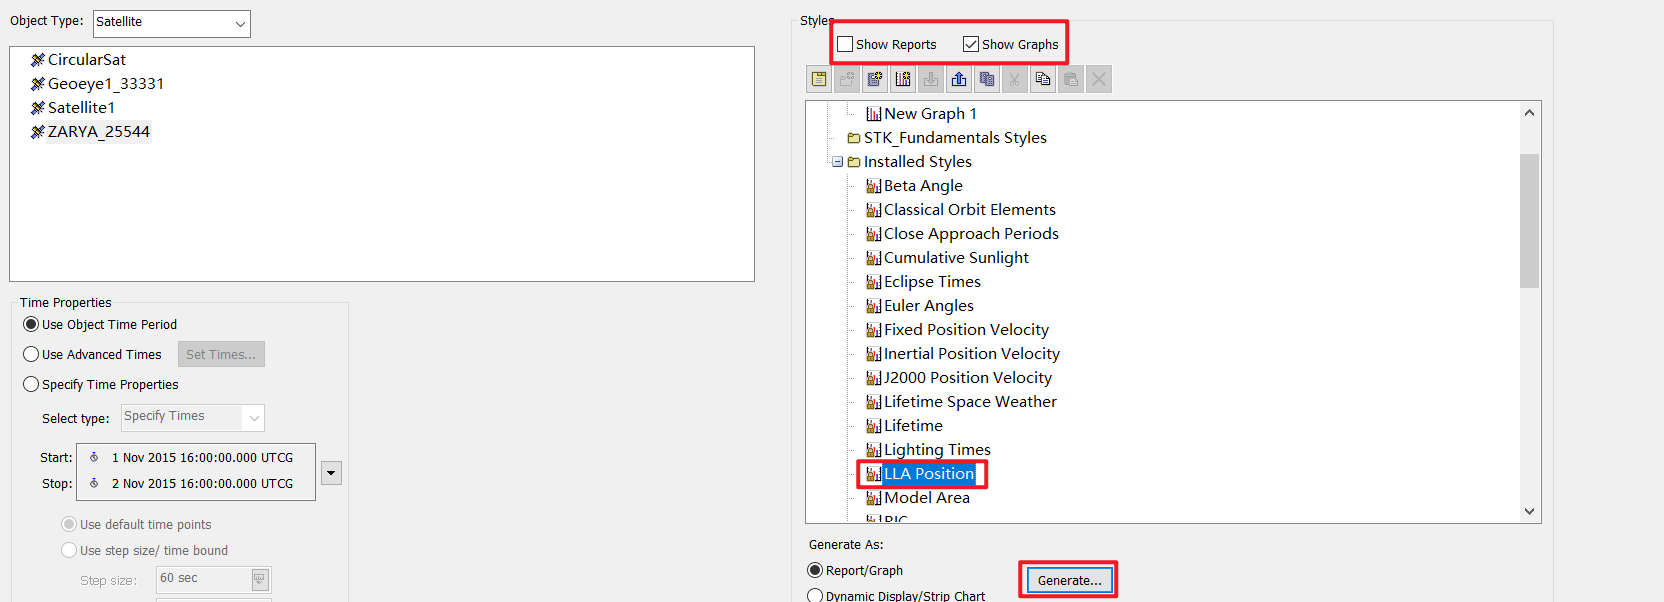 Object Type: Satellite
CircularSat
Geoeye1_33331
Satellite1
ZARYA_25544
Time Properties
Use Object Time Period
Use Advanced Times Set Times...
Specify Time Properties
Select type: Specify Times
Start: 1 Nov 2015 16:00:00.000 UTCG
Stop: 2 Nov 2015 16:00:00.000 UTCG
Use default time points
Use step size/ time bound
Step size: 60 sec
Styles
Show Reports Show Graphs
New Graph 1
STK_Fundamentals Styles
Installed Styles
Beta Angle
Classical Orbit Elements
Close Approach Periods
Cumulative Sunlight
Eclipse Times
Euler Angles
Fixed Position Velocity
Inertial Position Velocity
J2000 Position Velocity
Lifetime Space Weather
Lifetime
Lighting Times
LLA Position
Model Area
Generate As:
Report/Graph
Generate...
Dynamic Display/Strip Chart